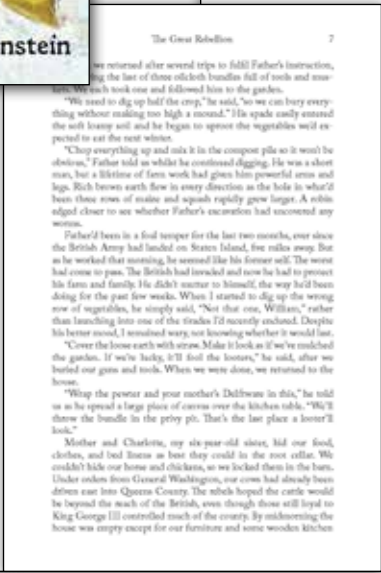 nstein
The Great Rebellion 7
we returned after several trips to fulfil Father's instruction,
ing the last of three oilcloth bundles full of tools and mus-
kets. We each took one and followed him to the garden.
"We need to dig up half the crop," he said, "so we can bury every-
thing without making too high a mound." His spade easily entered
the soft loamy soil and he began to uproot the vegetables we'd ex-
pected to eat the next winter.
"Chop everything up and mix it in the compost pile so it won't be
obvious," Father told us whilst he continued digging. He was a short
man, but a lifetime of farm work had given him powerful arms and
legs. Rich brown earth flew in every direction as the hole in what'd
been three rows of maize and squash rapidly grew larger. A robin
edged closer to see whether Father's excavation had uncovered any
worms.
Father'd been in a foul temper for the last two months, ever since
the British Army had landed on Staten Island, five miles away. But
as he worked that morning, he seemed like his former self. The worst
had come to pass. The British had invaded and now he had to protect
his farm and family. He didn't mutter to himself, the way he'd been
doing for the past few weeks. When I started to dig up the wrong
row of vegetables, he simply said, "Not that one, William," rather
than launching into one of the tirades I'd recently endured. Despite
his better mood, I remained wary, not knowing whether it would last.
"Cover the loose earth with straw. Make it look as if we've mulched
the garden. If we're lucky, it'll fool the looters," he said, after we
buried our guns and tools. When we were done, we returned to the
house.
"Wrap the pewter and your mother's Delftware in this," he told
us as he spread a large piece of canvas over the kitchen table. "We'll
throw the bundle in the privy pit. That's the last place a looter'll
look."
Mother and Charlotte, my six-year-old sister, hid our food,
clothes, and bed linens as best they could in the root cellar. We
couldn't hide our horse and chickens, so we locked them in the barn.
Under orders from General Washington, our cows had already been
driven east into Queens County. The rebels hoped the cattle would
be beyond the reach of the British, even though those still loyal to
King George III controlled much of the county. By midmorning the
house was empty except for our furniture and some wooden kitchen